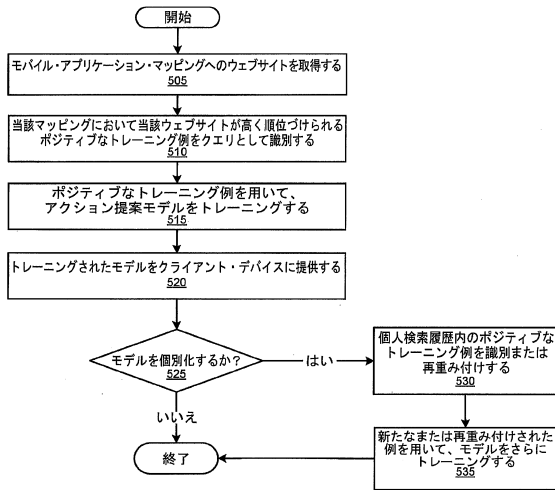 開始
モバイル・アプリケーション・マッピングへのウェブサイトを取得する
505
当該マッピングにおいて当該ウェブサイトが高く順位づけられる
ポジティブなトレーニング例をクエリとして識別する
510
ポジティブなトレーニング例を用いて、
アクション提案モデルをトレーニングする
515
トレーニングされたモデルをクライアント・デバイスに提供する
520
モデルを個別化するか？
525
はい
いいえ
個人検索履歴内のポジティブな
トレーニング例を識別または
再重み付けする
530
新たなまたは再重み付けされた
例を用いて、モデルをさらに
トレーニングする
535
終了